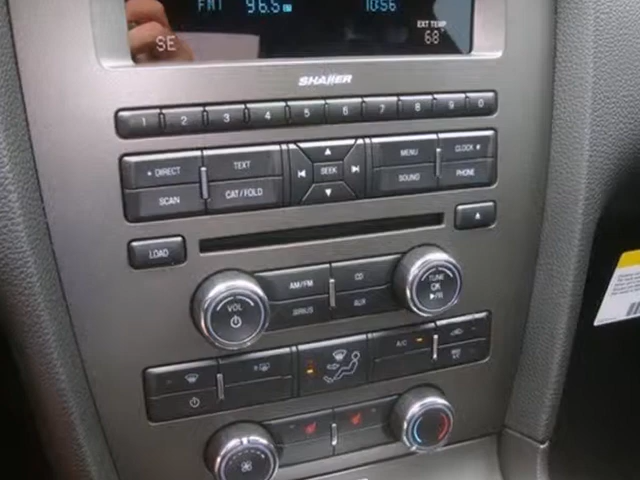 FM1 96.5 10:56
EXT TEMP
SE 68°
SHAKER
1 2 3 4 5 6 7 8 9 0
* DIRECT TEXT MENU CLOCK #
SEEK
SCAN CAT/FOLD SOUND PHONE
LOAD
AM/FM CD TUNE
VOL OK
SIRIUS AUX
A/C